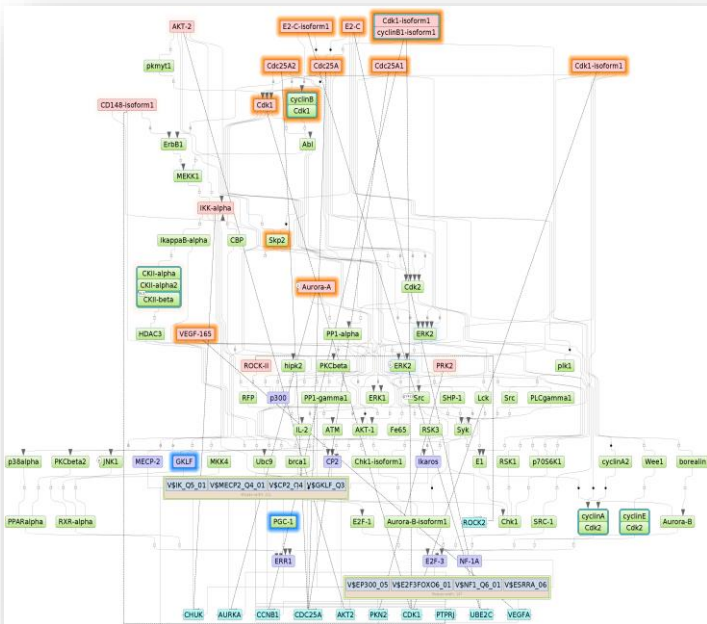 AKT-2
E2-C-isoform1
E2-C
Cdk1-isoform1
cyclinB1-isoform1
pkmyt1
Cdc25A2
Cdc25A
Cdc25A1
Cdk1-isoform1
CD148-isoform1
Cdk1
cyclinB
Cdk1
ErbB1
Abl
MEKK1
IKK-alpha
IkappaB-alpha
CBP
Skp2
CKII-alpha
CKII-alpha2
CKII-beta
Aurora-A
Cdk2
HDAC3
VEGF-165
PP1-alpha
ERK2
ROCK-II
hipk2
PKCbeta
ERK2
PRK2
plk1
RFP
p300
PP1-gamma1
ERK1
Src
SHP-1
Lck
Src
PLCgamma1
IL-2
ATM
AKT-1
Fe65
RSK3
Syk
p38alpha
PKCbeta2
JNK1
MECP-2
GKLF
MKK4
Ubc9
brca1
CP2
Chk1-isoform1
Ikaros
E1
RSK1
p70S6K1
cyclinA2
Wee1
borealin
V$IK_Q5_01
V$MECP2_Q4_01
V$CP2_Q4
V$GKLF_Q3
PPARalpha
RXR-alpha
PGC-1
E2F-1
Aurora-B-isoform1
ROCK2
Chk1
SRC-1
cyclinA
Cdk2
cyclinE
Cdk2
Aurora-B
ERR1
E2F-3
NF-1A
V$EP300_05
V$E2F3FOXO6_01
V$NF1_Q6_01
V$ESRRA_06
CHUK
AURKA
CCNB1
CDC25A
AKT2
PKN2
CDK1
PTPRJ
UBE2C
VEGFA